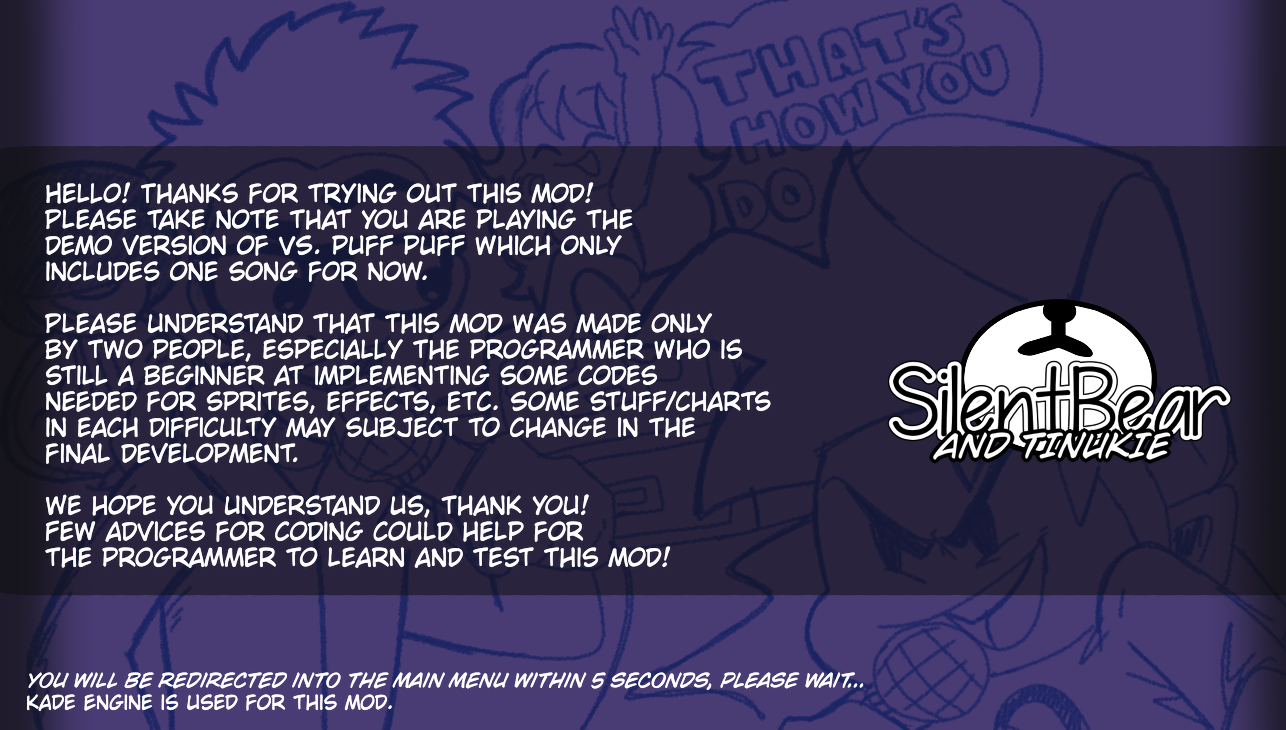 THAT'S
HOW YOU
DO
HELLO! THANKS FOR TRYING OUT THIS MOD!
PLEASE TAKE NOTE THAT YOU ARE PLAYING THE
DEMO VERSION OF VS. PUFF PUFF WHICH ONLY
INCLUDES ONE SONG FOR NOW.
PLEASE UNDERSTAND THAT THIS MOD WAS MADE ONLY
BY TWO PEOPLE, ESPECIALLY THE PROGRAMMER WHO IS
STILL A BEGINNER AT IMPLEMENTING SOME CODES
NEEDED FOR SPRITES, EFFECTS, ETC. SOME STUFF/CHARTS
IN EACH DIFFICULTY MAY SUBJECT TO CHANGE IN THE
FINAL DEVELOPMENT.
WE HOPE YOU UNDERSTAND US, THANK YOU!
FEW ADVICES FOR CODING COULD HELP FOR
THE PROGRAMMER TO LEARN AND TEST THIS MOD!
SilentBear
AND TINUKIE
YOU WILL BE REDIRECTED INTO THE MAIN MENU WITHIN 5 SECONDS, PLEASE WAIT...
KADE ENGINE IS USED FOR THIS MOD.